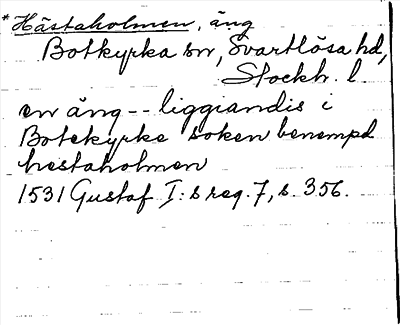 * Hästaholmen, äng
Botkyrka sn, Svartlösa hd,
Stockh. l.
en äng -- liggiandis i
Botekyrke soken benempd
hestaholmen
1531 Gustaf I:s reg. 7, s. 356.